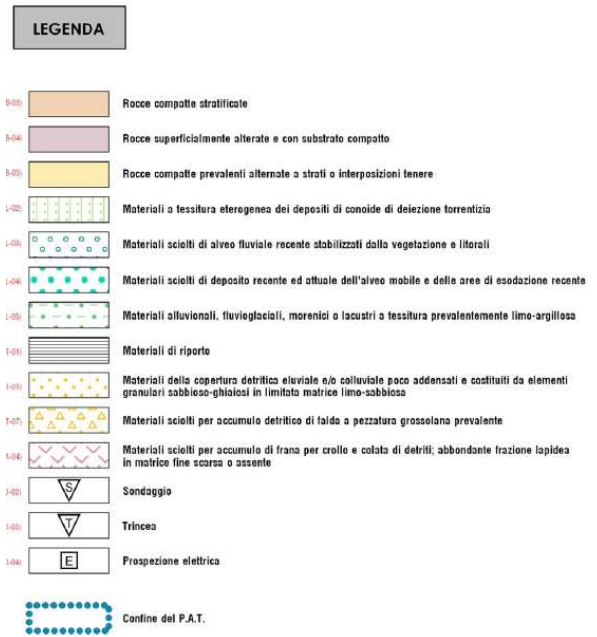 LEGENDA
Rocce compatte stratificate
Rocce superficialmente alterate e con substrato compatto
Rocce compatte prevalenti alternate a strati o interposizioni tenere
L-02) Materiali a tessitura eterogenea dei depositi di conoide di deiezione torrentizia
L-03) Materiali sciolti di alveo fluviale recente stabilizzati dalla vegetazione e litorali
L-04) Materiali sciolti di deposito recente ed attuale dell'alveo mobile e delle aree di esodazione recente
L-05) Materiali alluvionali, fluvioglaciali, morenici o lacustri a tessitura prevalentemente limo-argillosa
T-01) Materiali di riporto
Materiali della copertura detritica eluviale e/o colluviale poco addensati e costituiti da elementi
granulari sabbioso-ghiaiosi in limitata matrice limo-sabbiosa
T-07) Materiali sciolti per accumulo detritico di falda a pezzatura grossolana prevalente
Materiali sciolti per accumulo di frana per crollo e colata di detriti; abbondante frazione lapidea
in matrice fine scarsa o assente
S Sondaggio
T Trincea
E Prospezione elettrica
Confine del P.A.T.